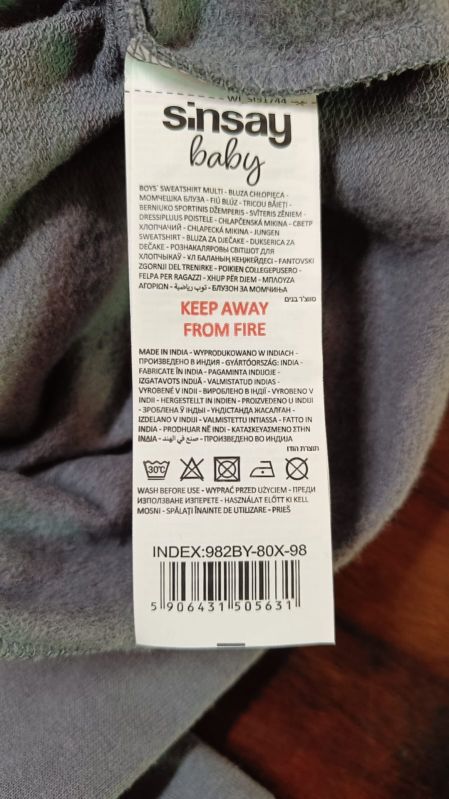 sinsay
baby
BOYS' SWEATSHIRT MULTI - BLUZA CHŁOPIĘCA -
МОМЧЕШКА БЛУЗА - FIÚ BLÚZ - TRICOU BĂIEȚI -
BERNIUKO SPORTINIS DŽEMPERIS - SVĪTERIS ZĒNIEM -
DRESSIPLUUS POISTELE - CHLAPČENSKÁ MIKINA - СВЕТР
ХЛОПЧАЧИЙ - CHLAPECKÁ MIKINA - JUNGEN
SWEATSHIRT - BLUZA ZA DJEČAKE - DUKSERICA ZA
DEČAKE - РОЗНАКАЛЯРОВЫ СВІТШОТ ДЛЯ
ХЛОПЧЫКАЎ - ҰЛ БАЛАНЫҢ КЕҢЖЕЙДЕСІ - FANTOVSKI
ZGORNJI DEL TRENIRKE - POIKIEN COLLEGEPUSERO -
FELPA PER RAGAZZI - XHUP PËR DJEM - ΜΠΛΟΥΖΑ
ΑΓΟΡΙΩΝ - ثوب رياضية - БЛУЗОН ЗА МОМЧИЊА
סווצ'ר בנים
KEEP AWAY
FROM FIRE
MADE IN INDIA - WYPRODUKOWANO W INDIACH -
ПРОИЗВЕДЕНО В ИНДИЯ - GYÁRTÓORSZÁG: INDIA -
FABRICATE ÎN INDIA - PAGAMINTA INDIJOJE -
IZGATAVOTS INDIJĀ - VALMISTATUD INDIAS -
VYROBENÉ V INDII - ВИРОБЛЕНО В ІНДІЇ - VYROBENO V
INDII - HERGESTELLT IN INDIEN - PROIZVEDENO U INDIJI
- ЗРОБЛЕНА Ў ІНДЫІ - ҮНДІСТАНДА ЖАСАЛҒАН -
IZDELANO V INDIJI - VALMISTETTU INTIASSA - FATTO IN
INDIA - PRODHUAR NË INDI - ΚΑΤΑΣΚΕΥΑΣΜΕΝΟ ΣΤΗΝ
ΙΝΔΙΑ - صنع في الهند - ПРОИЗВЕДЕНО ВО ИНДИЈА
תוצרת הודו
30°C
WASH BEFORE USE - WYPRAĆ PRZED UŻYCIEM - ПРЕДИ
ИЗПОЛЗВАНЕ ИЗПЕРЕТЕ - HASZNÁLAT ELŐTT KI KELL
MOSNI - SPĂLAȚI ÎNAINTE DE UTILIZARE - PRIEŠ
INDEX:982BY-80X-98
5 906431 505631